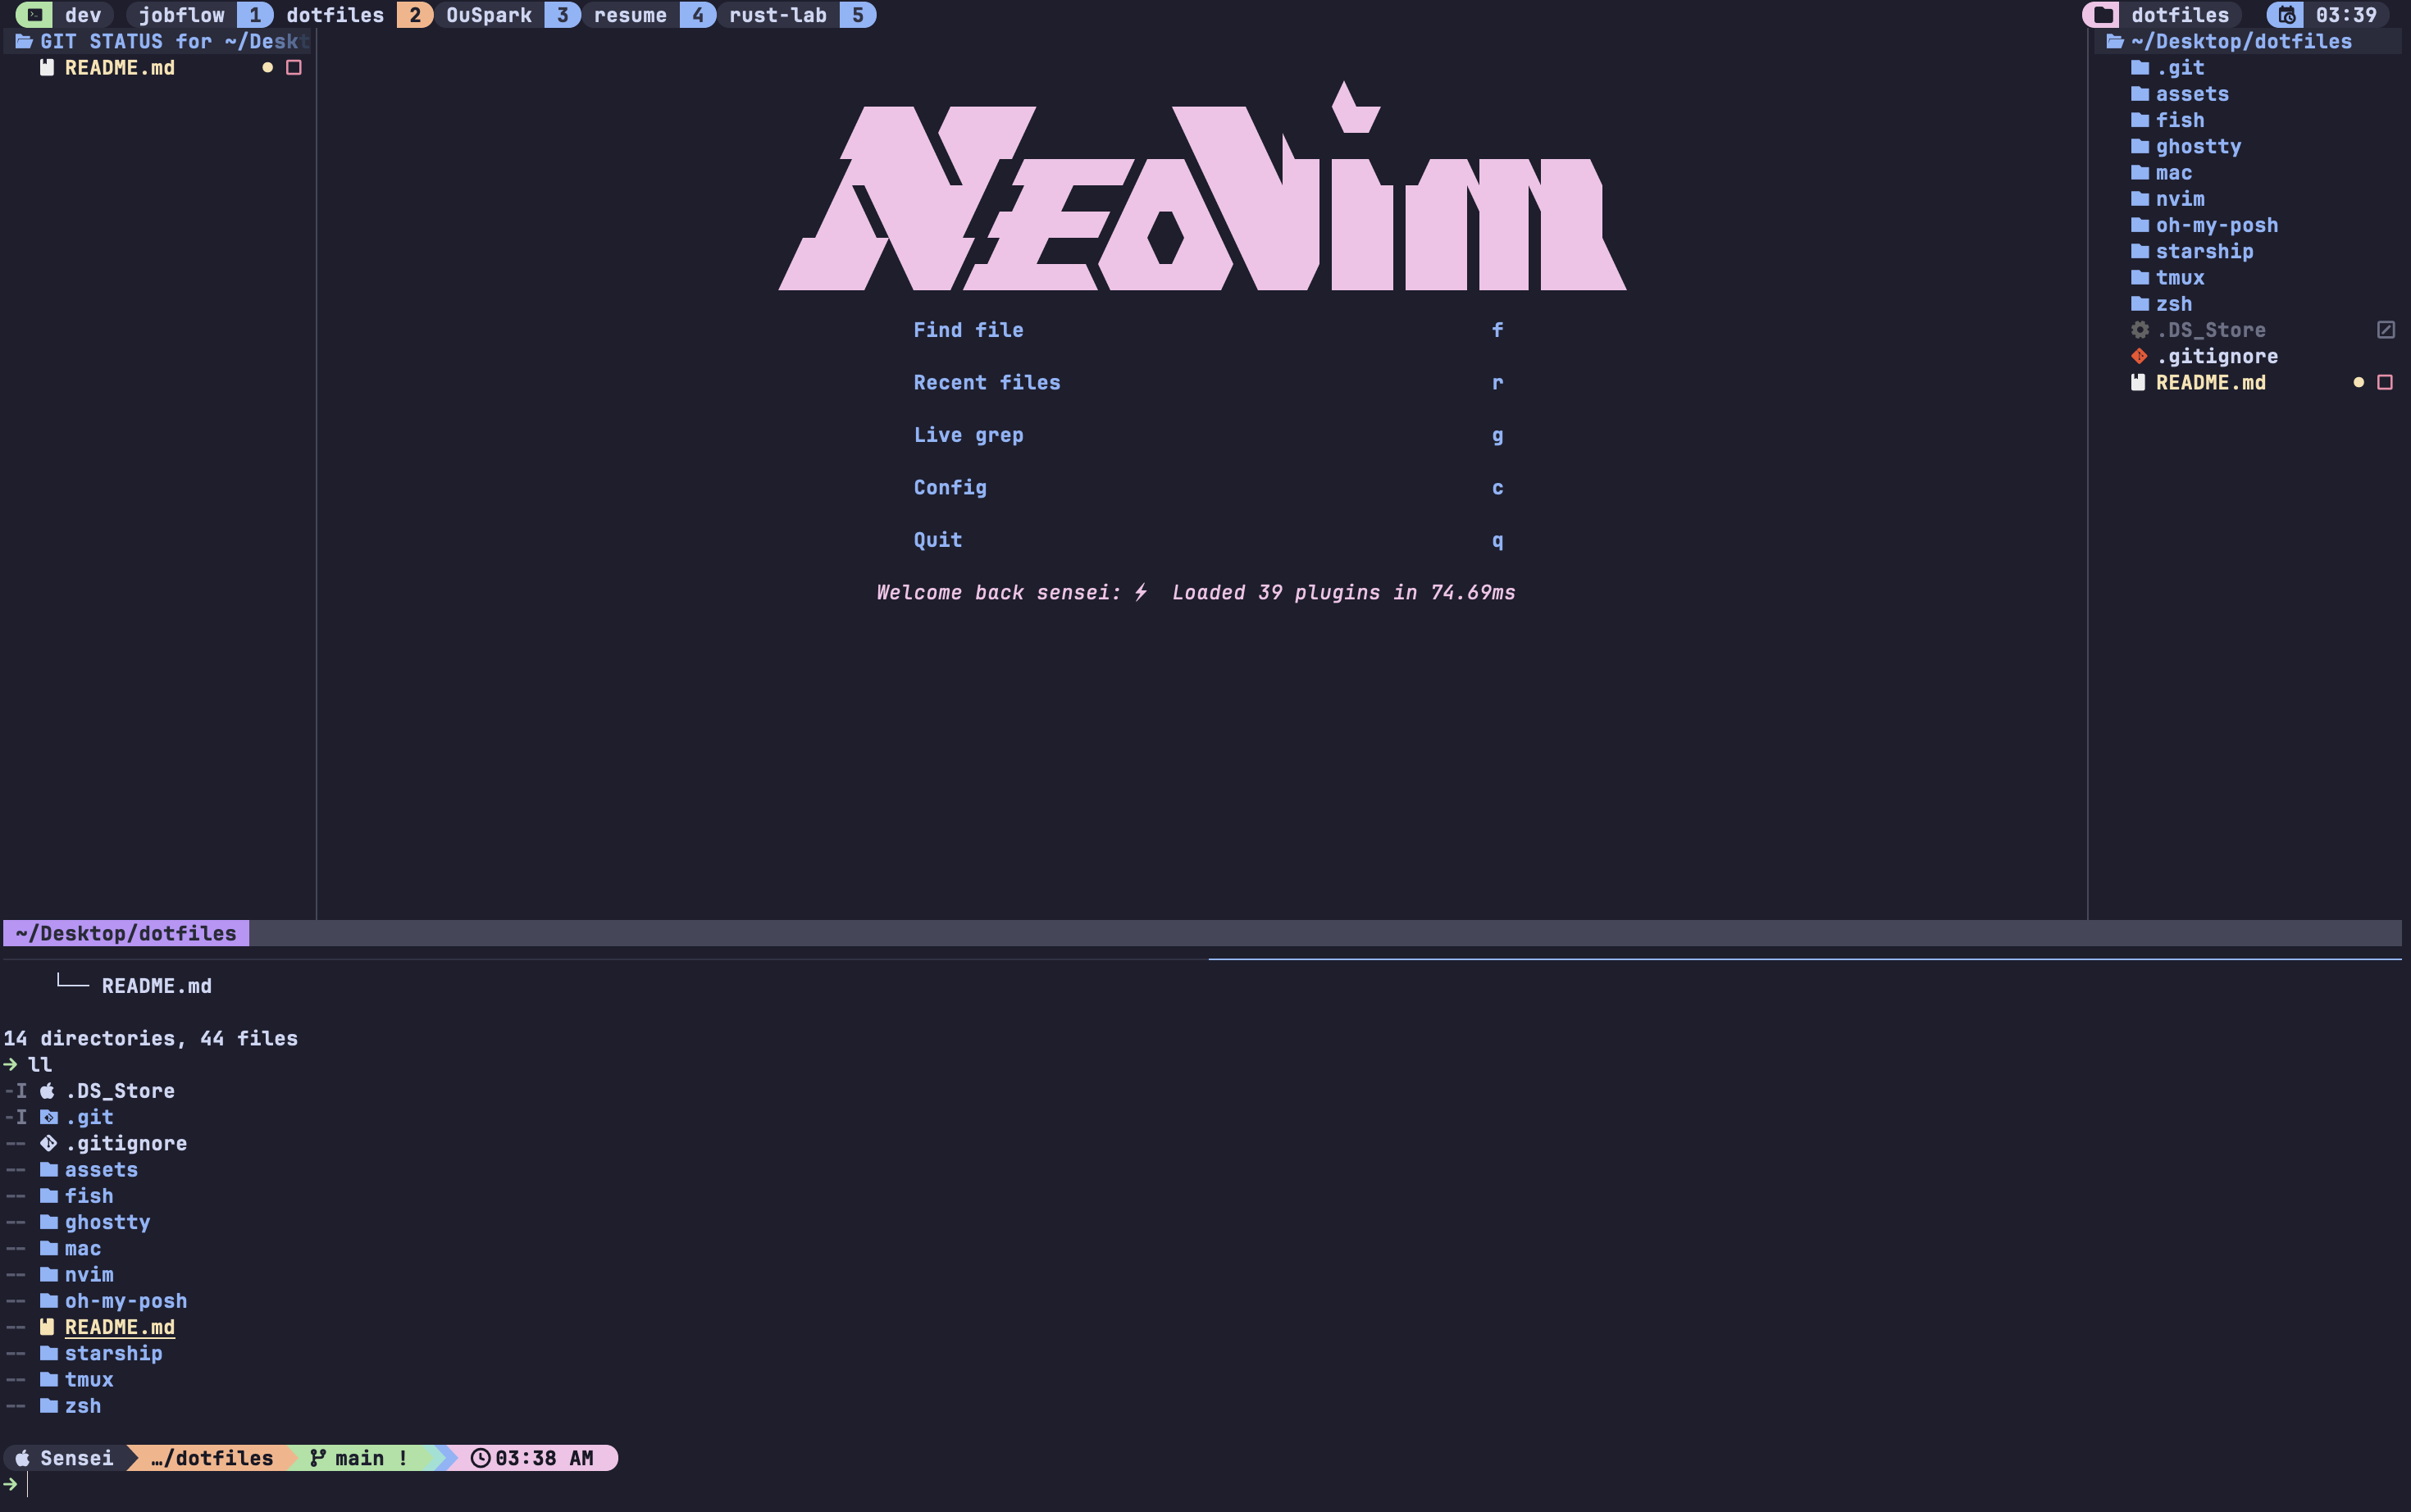 dev jobflow 1 dotfiles 2 OuSpark 3 resume 4 rust-lab 5 dotfiles 03:39
GIT STATUS for ~/Deskt
README.md
NEOVIM
Find file f
Recent files r
Live grep g
Config c
Quit q
Welcome back sensei: ⚡ Loaded 39 plugins in 74.69ms
~/Desktop/dotfiles
.git
assets
fish
ghostty
mac
nvim
oh-my-posh
starship
tmux
zsh
.DS_Store
.gitignore
README.md
~/Desktop/dotfiles
└── README.md
14 directories, 44 files
→ ll
-I .DS_Store
-I .git
-- .gitignore
-- assets
-- fish
-- ghostty
-- mac
-- nvim
-- oh-my-posh
-- README.md
-- starship
-- tmux
-- zsh
Sensei …/dotfiles main ! 03:38 AM
→